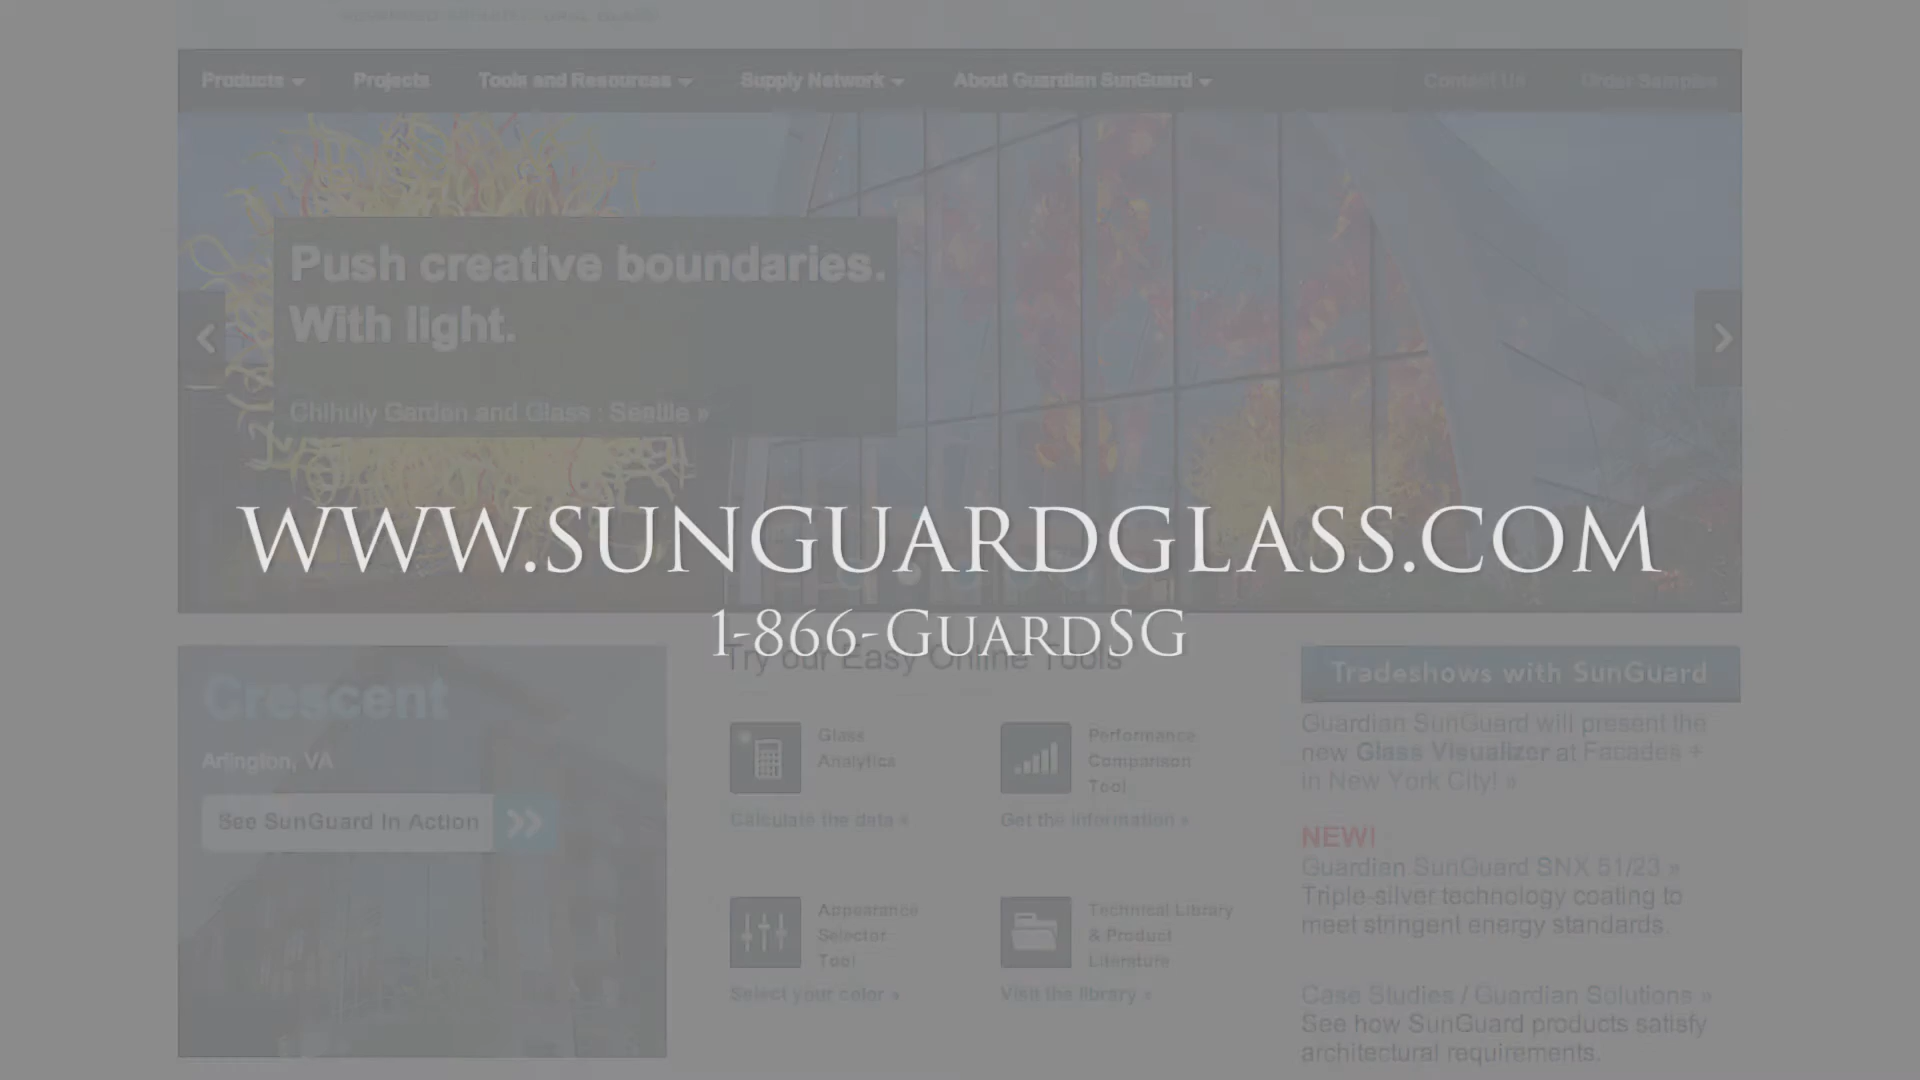 Products
Projects
Tools and Resources
Supply Network
About Guardian SunGuard
Contact Us
Order Samples
Push creative boundaries.
With light.
Chihuly Garden and Glass : Seattle »
WWW.SUNGUARDGLASS.COM
1-866-GUARDSG
Crescent
Arlington, VA
See SunGuard In Action
Try our Easy Online Tools
Glass
Analytics
Calculate the data »
Performance
Comparison
Tool
Get the information »
Appearance
Selector
Tool
Select your color »
Technical Library
& Product
Literature
Visit the library »
Tradeshows with SunGuard
Guardian SunGuard will present the
new Glass Visualizer at Facades +
in New York City! »
NEW!
Guardian SunGuard SNX 51/23 »
Triple-silver technology coating to
meet stringent energy standards.
Case Studies / Guardian Solutions »
See how SunGuard products satisfy
architectural requirements.